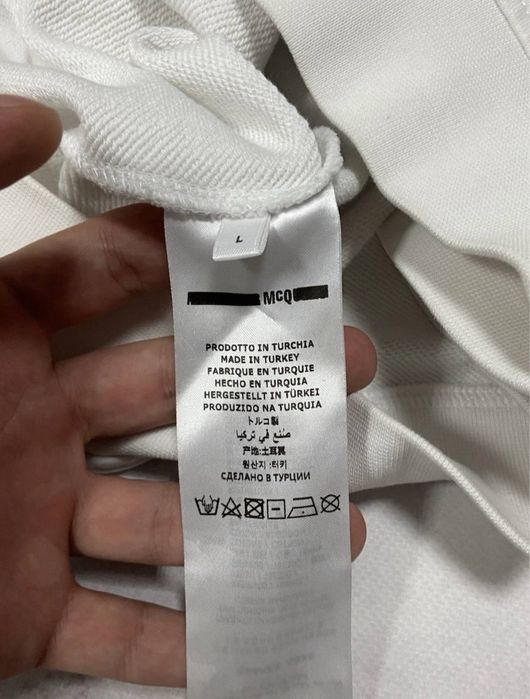 L
MCQ
PRODOTTO IN TURCHIA
MADE IN TURKEY
FABRIQUE EN TURQUIE
HECHO EN TURQUIA
HERGESTELLT IN TÜRKEI
PRODUZIDO NA TURQUIA
トルコ製
صُنع في تركيا
产地:土耳其
원산지 :터키
СДЕЛАНО В ТУРЦИИ